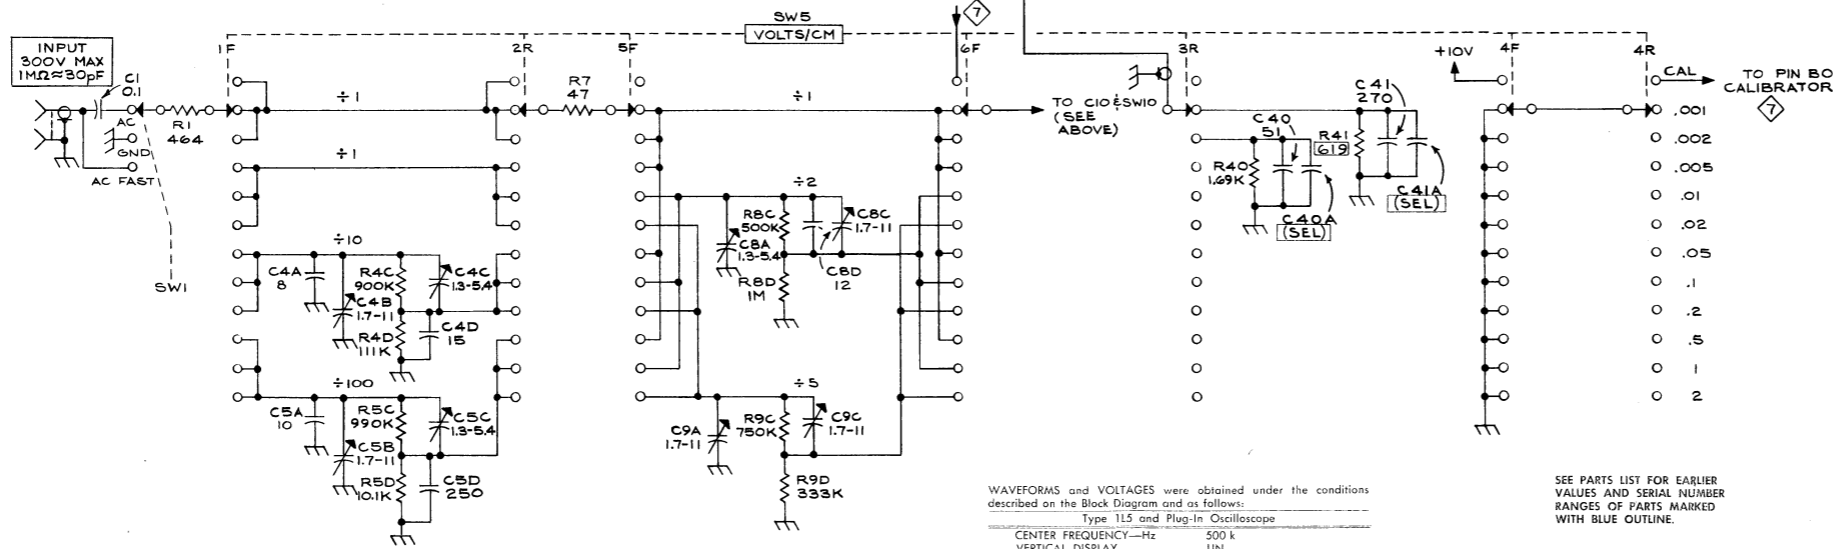 SW5
VOLTS/CM
7
INPUT
300V MAX
1MΩ≈30pF
C1
0.1
AC
GND
AC FAST
SW1
R1
464
1F
÷1
÷1
÷10
C4A
8
R4C
900K
C4C
1.3-5.4
C4B
1.7-11
R4D
111K
C4D
15
÷100
C5A
10
R5C
990K
C5C
1.3-5.4
C5B
1.7-11
R5D
10.1K
C5D
250
2R
R7
47
5F
÷1
÷2
R8C
500K
C8A
1.3-5.4
C8C
1.7-11
C8D
12
R8D
1M
÷5
C9A
1.7-11
R9C
750K
C9C
1.7-11
R9D
333K
6F
TO C10 & SW10
(SEE
ABOVE)
3R
C40
51
R40
1.69K
C40A
(SEL)
R41
619
C41
270
C41A
(SEL)
+10V
4F
4R
CAL
TO PIN BO
CALIBRATOR
7
.001
.002
.005
.01
.02
.05
.1
.2
.5
1
2
WAVEFORMS and VOLTAGES were obtained under the conditions
described on the Block Diagram and as follows:
Type 1L5 and Plug-In Oscilloscope
CENTER FREQUENCY—Hz 500 k
VERTICAL DISPLAY LIN
SEE PARTS LIST FOR EARLIER
VALUES AND SERIAL NUMBER
RANGES OF PARTS MARKED
WITH BLUE OUTLINE.